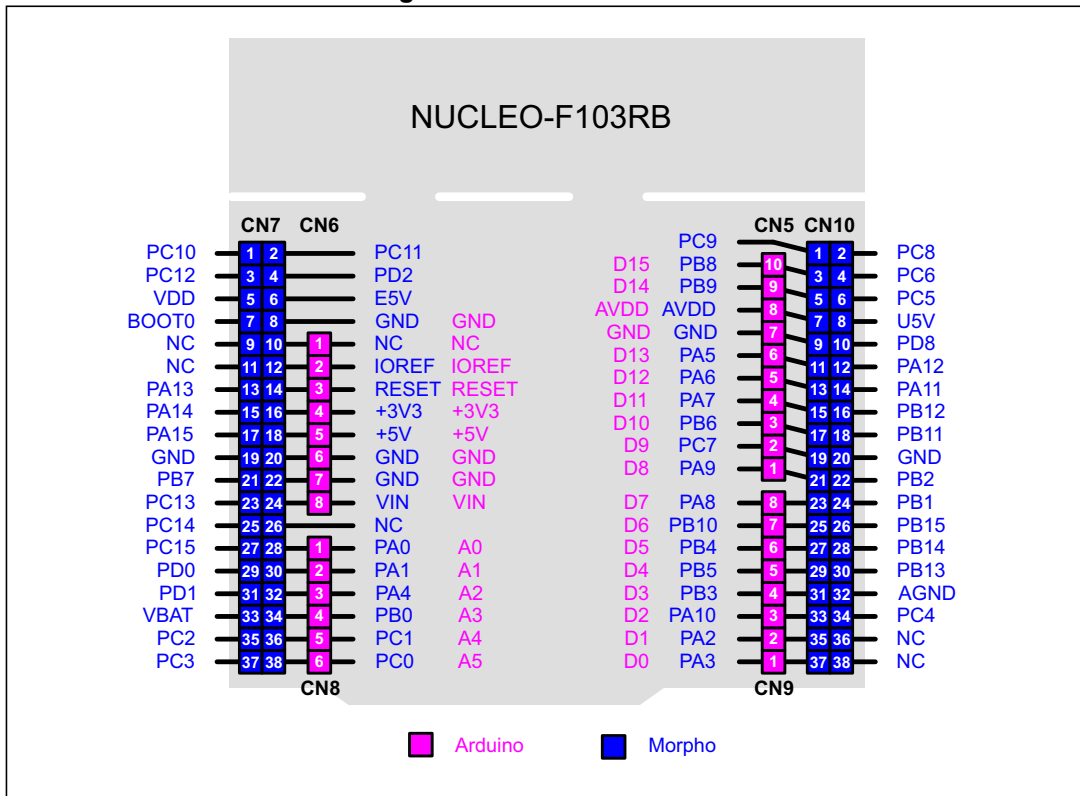 NUCLEO-F103RB
CN7 CN6 CN5 CN10
PC9
PC10 1 2 PC11 1 2 PC8
D15 PB8 10
PC12 3 4 PD2 3 4 PC6
D14 PB9 9
VDD 5 6 E5V 5 6 PC5
AVDD AVDD 8
BOOT0 7 8 GND GND 7 8 U5V
GND GND 7
NC 9 10 1 NC NC 9 10 PD8
D13 PA5 6
NC 11 12 2 IOREF IOREF 11 12 PA12
D12 PA6 5
PA13 13 14 3 RESET RESET 13 14 PA11
D11 PA7 4
PA14 15 16 4 +3V3 +3V3 15 16 PB12
D10 PB6 3
PA15 17 18 5 +5V +5V 17 18 PB11
D9 PC7 2
GND 19 20 6 GND GND 19 20 GND
D8 PA9 1
PB7 21 22 7 GND GND 21 22 PB2
PC13 23 24 8 VIN VIN D7 PA8 8 23 24 PB1
PC14 25 26 NC D6 PB10 7 25 26 PB15
PC15 27 28 1 PA0 A0 D5 PB4 6 27 28 PB14
PD0 29 30 2 PA1 A1 D4 PB5 5 29 30 PB13
PD1 31 32 3 PA4 A2 D3 PB3 4 31 32 AGND
VBAT 33 34 4 PB0 A3 D2 PA10 3 33 34 PC4
PC2 35 36 5 PC1 A4 D1 PA2 2 35 36 NC
PC3 37 38 6 PC0 A5 D0 PA3 1 37 38 NC
CN8 CN9
Arduino Morpho